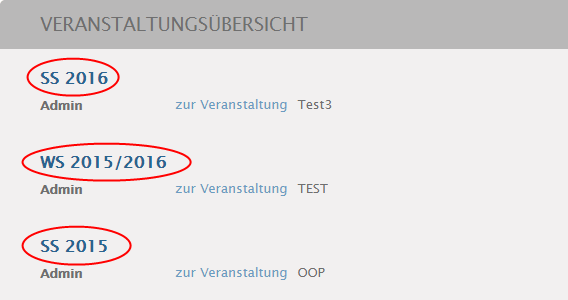 VERANSTALTUNGSÜBERSICHT
SS 2016
Admin zur Veranstaltung Test3
WS 2015/2016
Admin zur Veranstaltung TEST
SS 2015
Admin zur Veranstaltung OOP